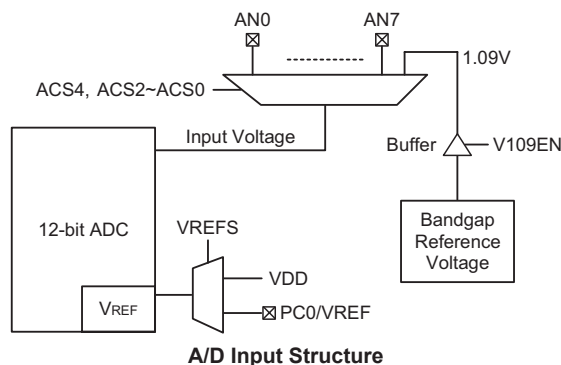 AN0
AN7
1.09V
ACS4, ACS2~ACS0
Input Voltage
Buffer
V109EN
12-bit ADC
Bandgap
Reference
Voltage
VREFS
VDD
VREF
PC0/VREF
A/D Input Structure